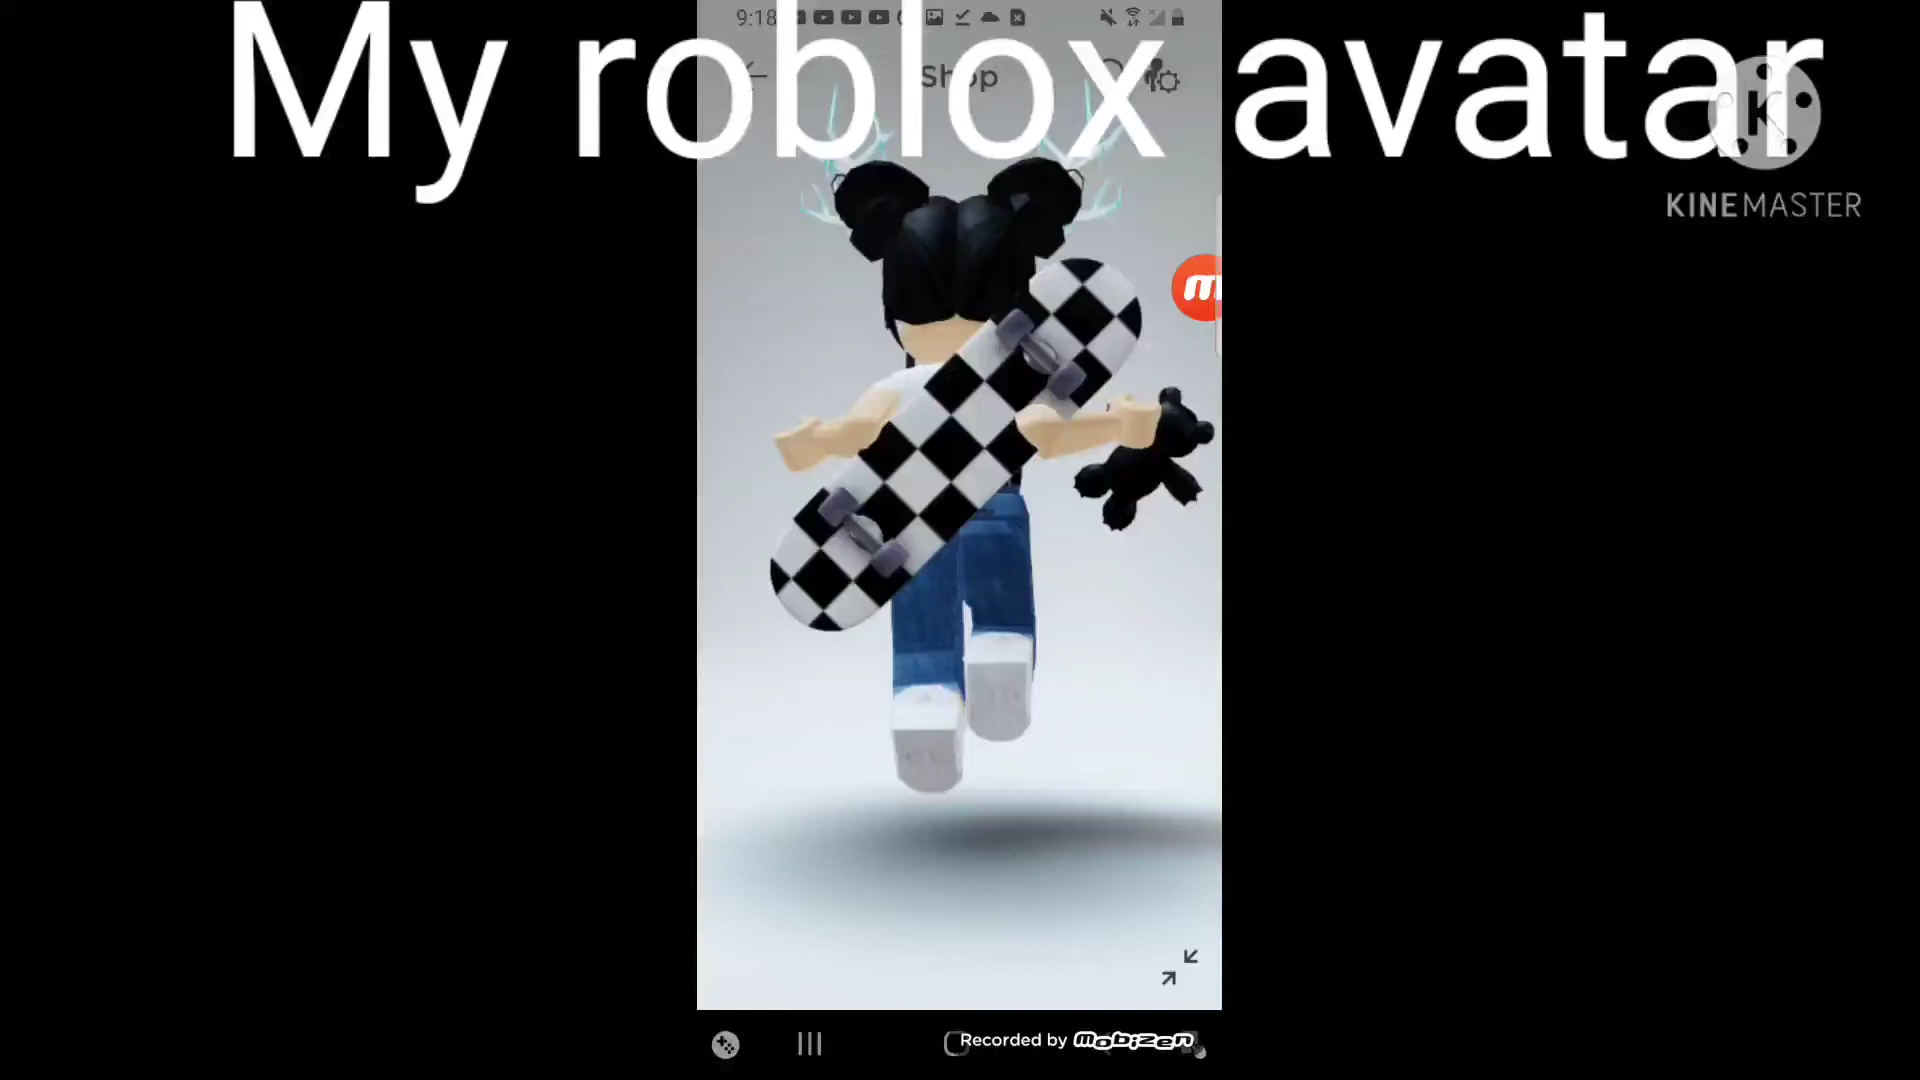 My roblox avatar
9:18
Shop
K
KINEMASTER
m
Recorded by MOBIZEN